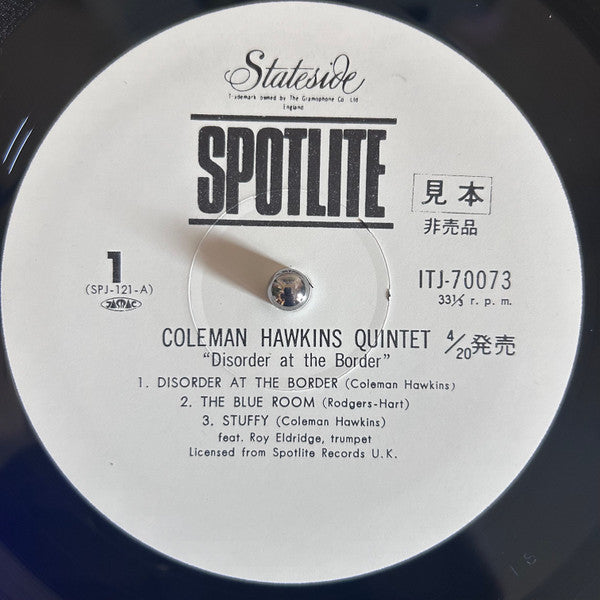 Stateside
Trademark owned by The Gramophone Co. Ltd
England
SPOTLITE
見本
非売品
1
(SPJ-121-A)
JASRAC
ITJ-70073
33⅓ r. p. m.
COLEMAN HAWKINS QUINTET 4/20発売
"Disorder at the Border"
1. DISORDER AT THE BORDER (Coleman Hawkins)
2. THE BLUE ROOM (Rodgers-Hart)
3. STUFFY (Coleman Hawkins)
feat. Roy Eldridge, trumpet
Licensed from Spotlite Records U.K.